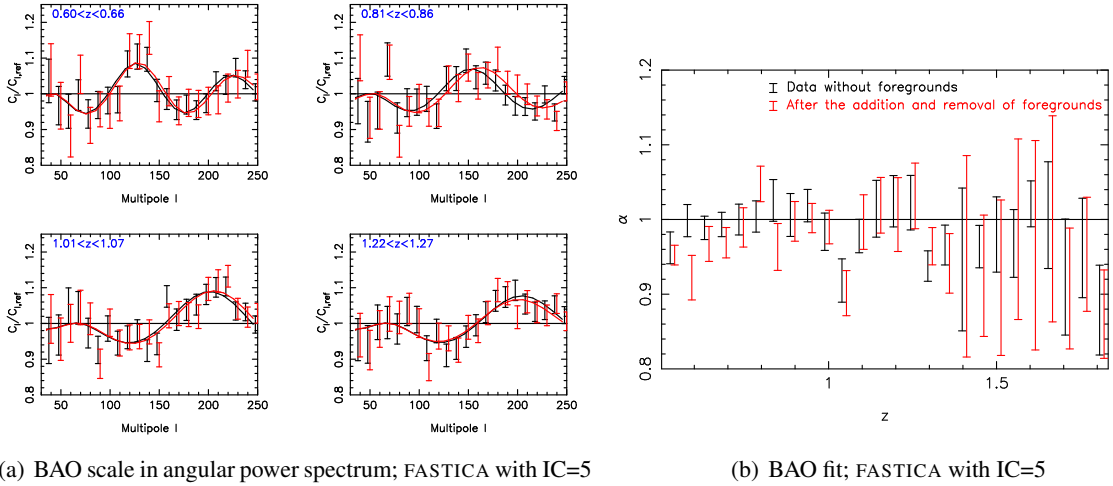 0.60<z<0.66
0.81<z<0.86
C_l/C_l,ref
0.8 0.9 1 1.1 1.2
50 100 150 200 250
Multipole l
C_l/C_l,ref
0.8 0.9 1 1.1 1.2
50 100 150 200 250
Multipole l
1.01<z<1.07
1.22<z<1.27
C_l/C_l,ref
0.8 0.9 1 1.1 1.2
50 100 150 200 250
Multipole l
C_l/C_l,ref
0.8 0.9 1 1.1 1.2
50 100 150 200 250
Multipole l
(a) BAO scale in angular power spectrum; FASTICA with IC=5
Data without foregrounds
After the addition and removal of foregrounds
α
0.8 0.9 1 1.1 1.2
1 1.5
z
(b) BAO fit; FASTICA with IC=5